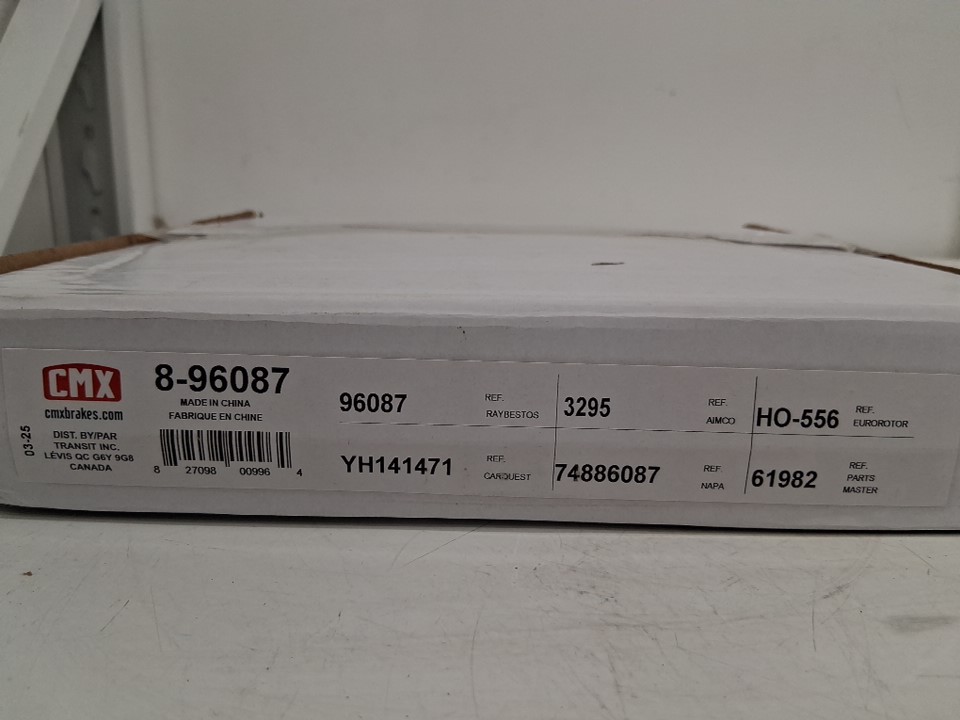 CMX
cmxbrakes.com
03-25
DIST. BY/PAR
TRANSIT INC.
LÉVIS QC G6Y 9G8
CANADA
8-96087
MADE IN CHINA
FABRIQUE EN CHINE
8 27098 00996 4
96087 REF. RAYBESTOS
3295 REF. AIMCO
HO-556 REF. EUROROTOR
YH141471 REF. CARQUEST
74886087 REF. NAPA
61982 REF. PARTS MASTER